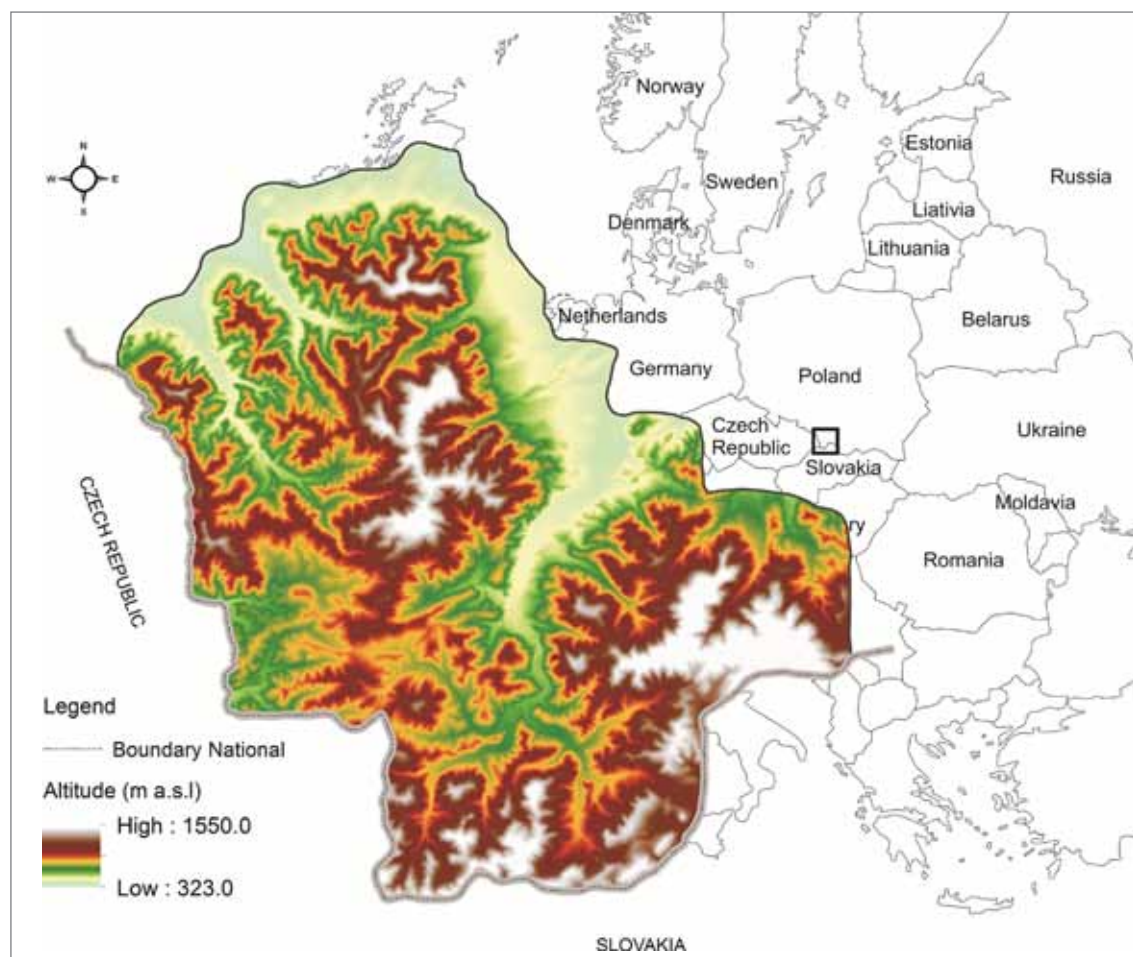 Norway
Estonia
Sweden
Russia
Denmark
Liativia
Lithuania
Netherlands
Belarus
Germany
Poland
Czech
Republic
Ukraine
Slovakia
Moldavia
ry
Romania
CZECH REPUBLIC
N
W E
S
Legend
Boundary National
Altitude (m a.s.l)
High : 1550.0
Low : 323.0
SLOVAKIA